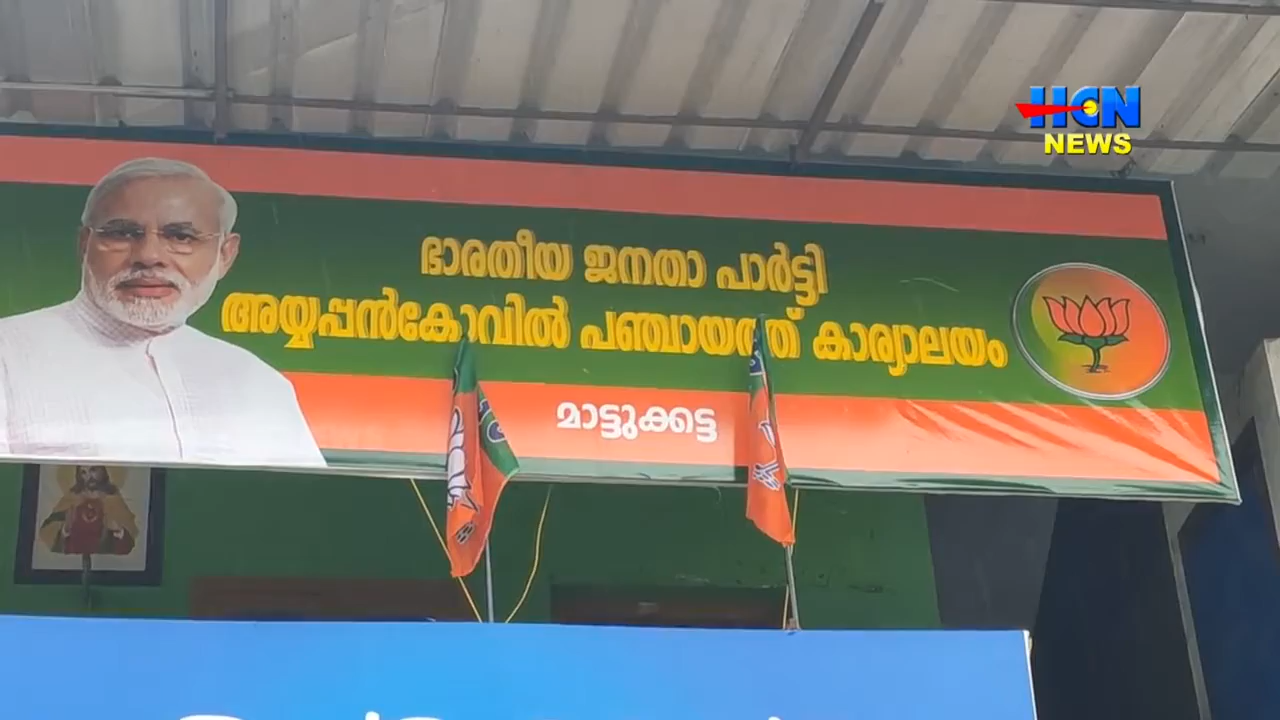 HCN
NEWS
ഭാരതീയ ജനതാ പാർട്ടി
അയ്യപ്പൻകോവിൽ പഞ്ചായത്ത് കാര്യാലയം
മാട്ടുക്കട്ട